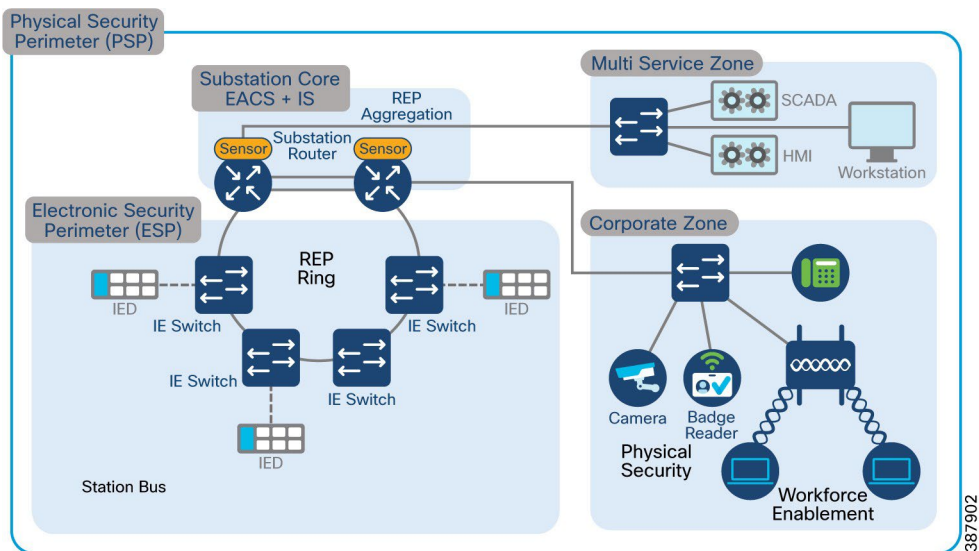 Physical Security
Perimeter (PSP)
Substation Core
EACS + IS
REP
Aggregation
Multi Service Zone
SCADA
Sensor
Substation
Router
Sensor
HMI
Workstation
Electronic Security
Perimeter (ESP)
Corporate Zone
REP
Ring
IED
IED
IE Switch
IE Switch
IE Switch
IE Switch
IED
Station Bus
Camera
Badge
Reader
Physical
Security
Workforce
Enablement
387902